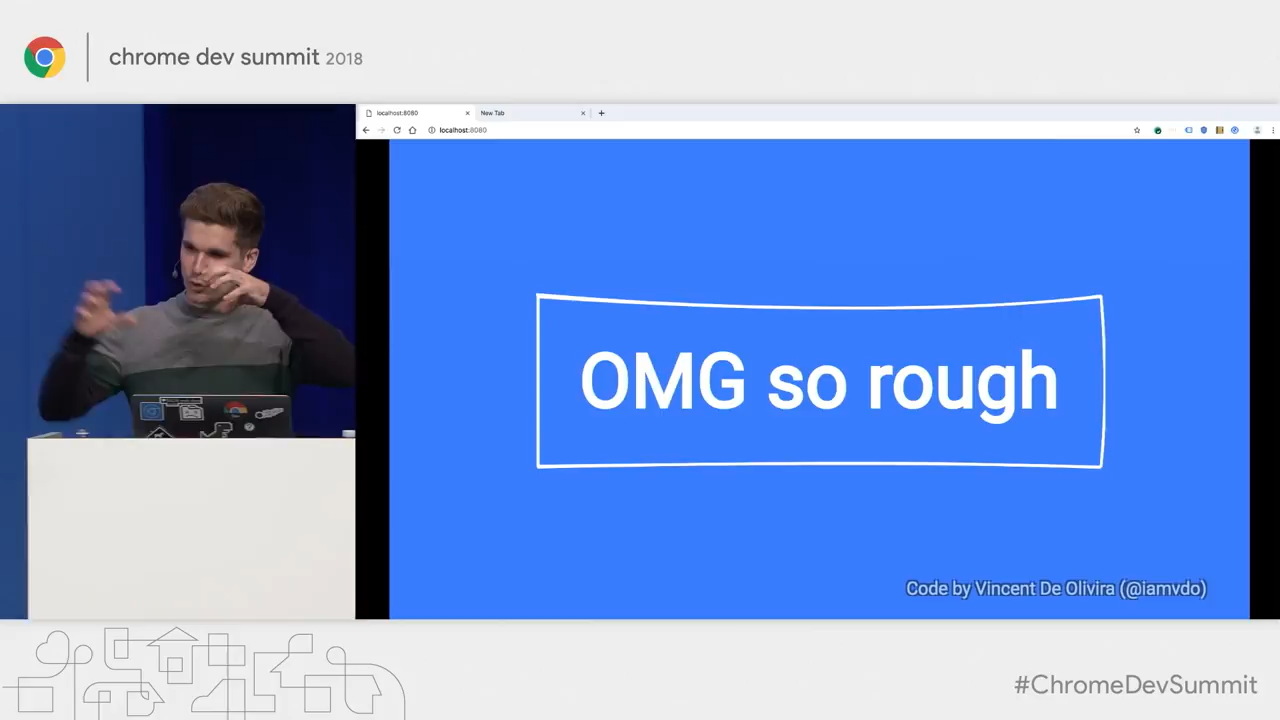 chrome dev summit 2018
localhost:8080
New Tab
localhost:8080
OMG so rough
Code by Vincent De Olivira (@iamvdo)
#ChromeDevSummit